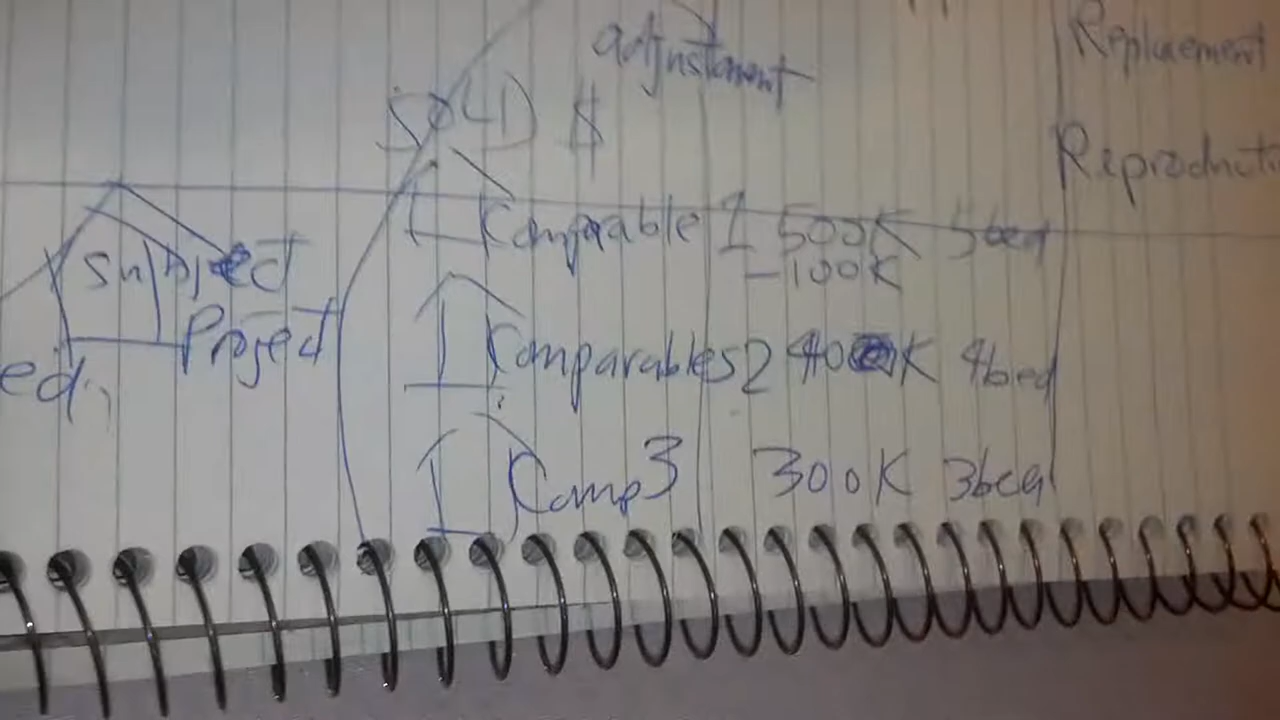 adjustment
SOLD $
Replacement
Reproducti
Subject
Project
ed,
Comparable 1 500K 5bed
-100K
Comparables 2 400K 4bed
Comp 3 300K 3bed